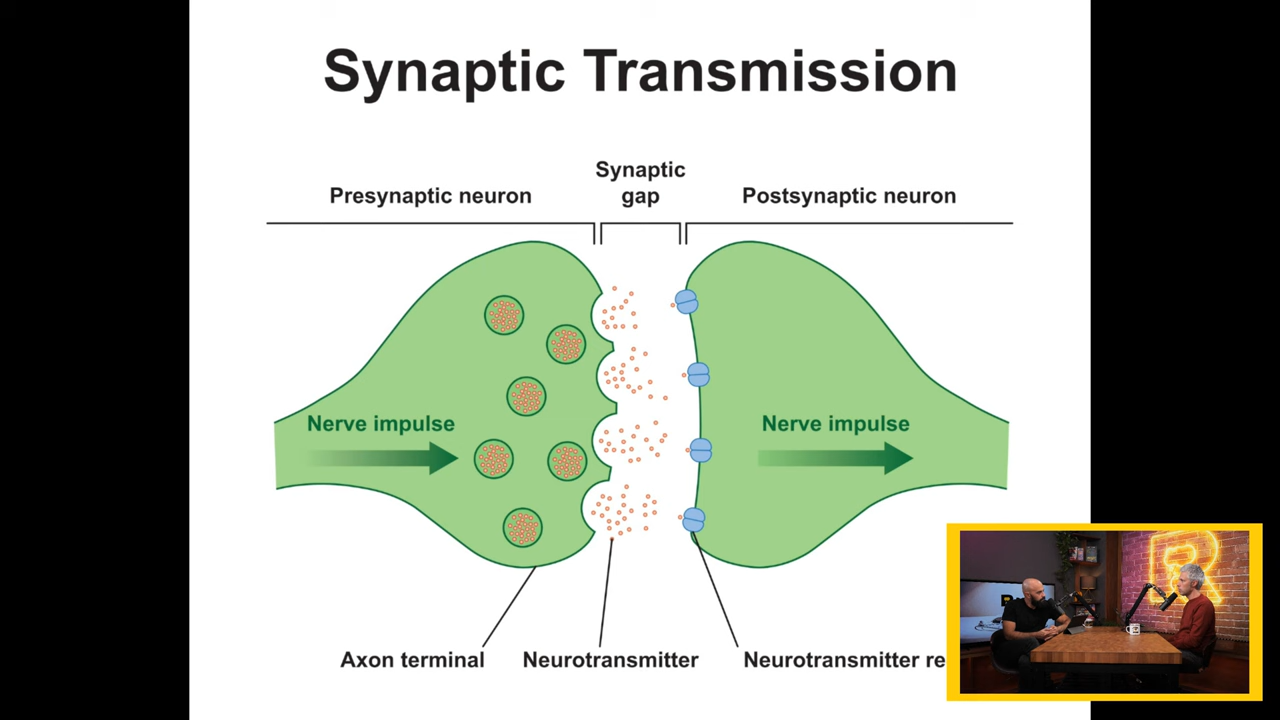 Synaptic Transmission
Synaptic
gap
Presynaptic neuron
Postsynaptic neuron
Nerve impulse
Nerve impulse
Axon terminal
Neurotransmitter
Neurotransmitter re
R